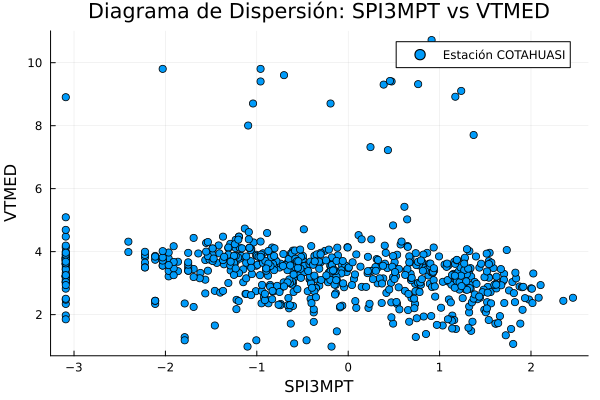 Diagrama de Dispersión: SPI3MPT vs VTMED
Estación COTAHUASI
10
8
6
4
2
VTMED
−3
−2
−1
0
1
2
SPI3MPT